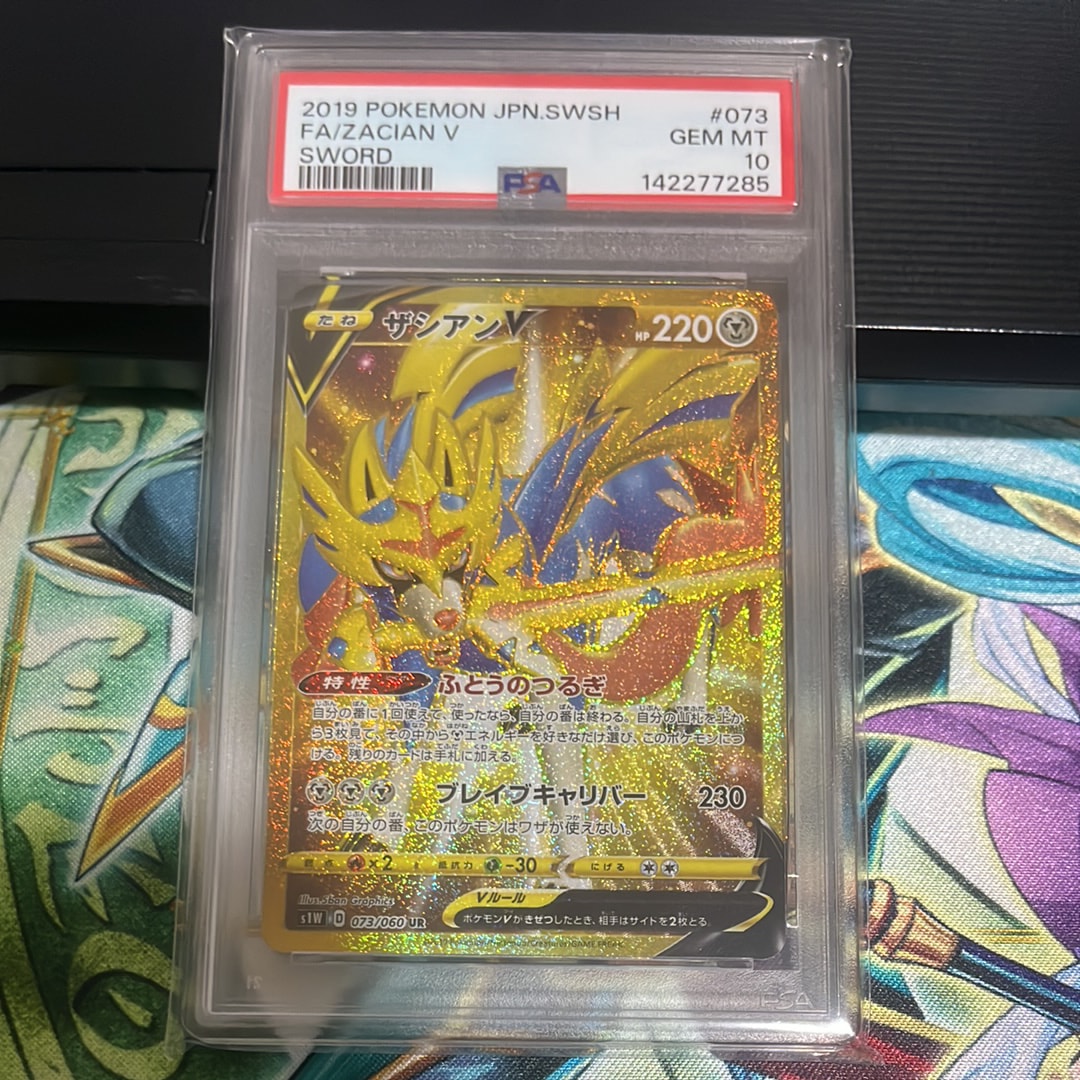 2019 POKEMON JPN.SWSH #073
FA/ZACIAN V GEM MT
SWORD 10
PSA 142277285
たね ザシアンV HP 220
特性 ふとうのつるぎ
自分の番に1回使えて、使ったなら、自分の番は終わる。自分の山札を上か
ら3枚見て、その中から エネルギーを好きなだけ選び、このポケモンにつ
ける。残りのカードは手札に加える。
ブレイブキャリバー 230
次の自分の番、このポケモンはワザが使えない。
弱点 ×2 抵抗力 -30 にげる
Illus. 5ban Graphics
Vルール
s1W D 073/060 UR
ポケモンVがきぜつしたとき、相手はサイドを2枚とる。
PSA